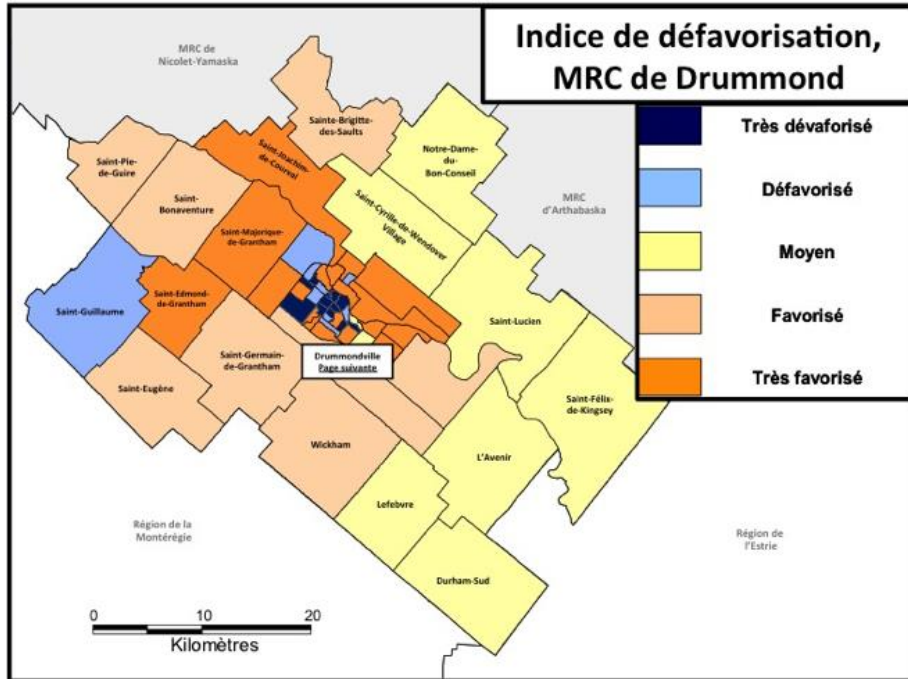 Indice de défavorisation,
MRC de Drummond
Très dévaforisé
Défavorisé
Moyen
Favorisé
Très favorisé
MRC de
Nicolet-Yamaska
Sainte-Brigitte-
des-Saults
Notre-Dame-
du-
Bon-Conseil
Saint-Joachim-
de-Courval
Saint-Pie-
de-Guire
Saint-
Bonaventure
MRC
d'Arthabaska
Saint-Cyrille-de-Wendover
Village
Saint-Majorique-
de-Grantham
Saint-Edmond-
de-Grantham
Saint-Guillaume
Saint-Lucien
Saint-Germain-
de-Grantham
Drummondville
Page suivante
Saint-Eugène
Saint-Félix-
de-Kingsey
Wickham
L'Avenir
Lefebvre
Région de la
Montérégie
Région de
l'Estrie
Durham-Sud
0 10 20
Kilomètres